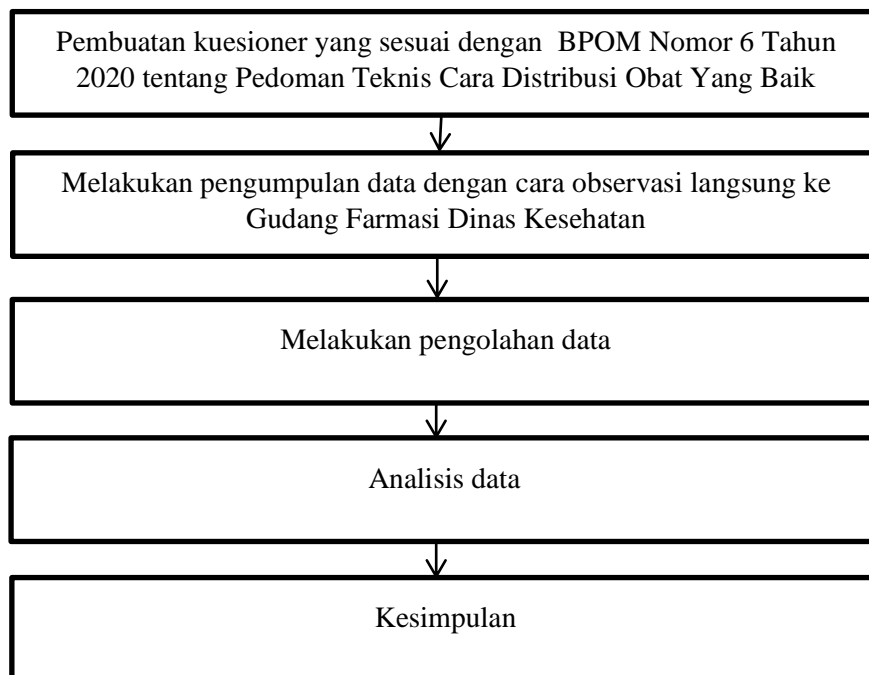 Pembuatan kuesioner yang sesuai dengan BPOM Nomor 6 Tahun
2020 tentang Pedoman Teknis Cara Distribusi Obat Yang Baik
Melakukan pengumpulan data dengan cara observasi langsung ke
Gudang Farmasi Dinas Kesehatan
Melakukan pengolahan data
Analisis data
Kesimpulan